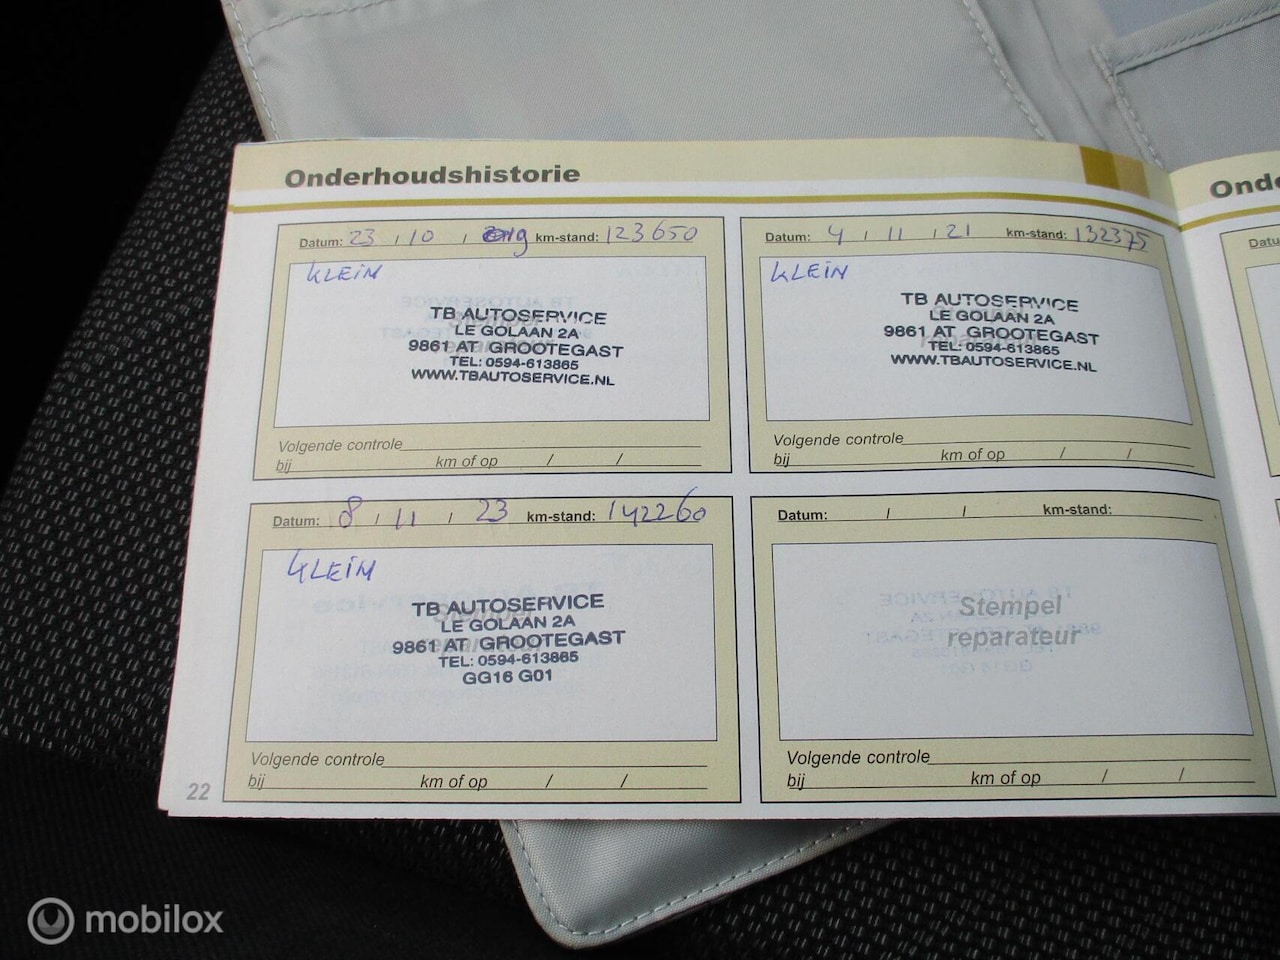 Onderhoudshistorie
Datum: 23 / 10 / km-stand: 123650
KLEIN
TB AUTOSERVICE
LE GOLAAN 2A
9861 AT GROOTEGAST
TEL: 0594-613865
WWW.TBAUTOSERVICE.NL
Volgende controle
bij km of op / /
Datum: 4 / 11 / 21 km-stand: 132375
KLEIN
TB AUTOSERVICE
LE GOLAAN 2A
9861 AT GROOTEGAST
TEL: 0594-613865
WWW.TBAUTOSERVICE.NL
Volgende controle
bij km of op / /
Datum: 8 / 11 / 23 km-stand: 142260
KLEIN
TB AUTOSERVICE
LE GOLAAN 2A
9861 AT GROOTEGAST
TEL: 0594-613865
GG16 G01
Volgende controle
bij km of op / /
Datum: / / km-stand:
Stempel
reparateur
Volgende controle
bij km of op / /
22
mobilox